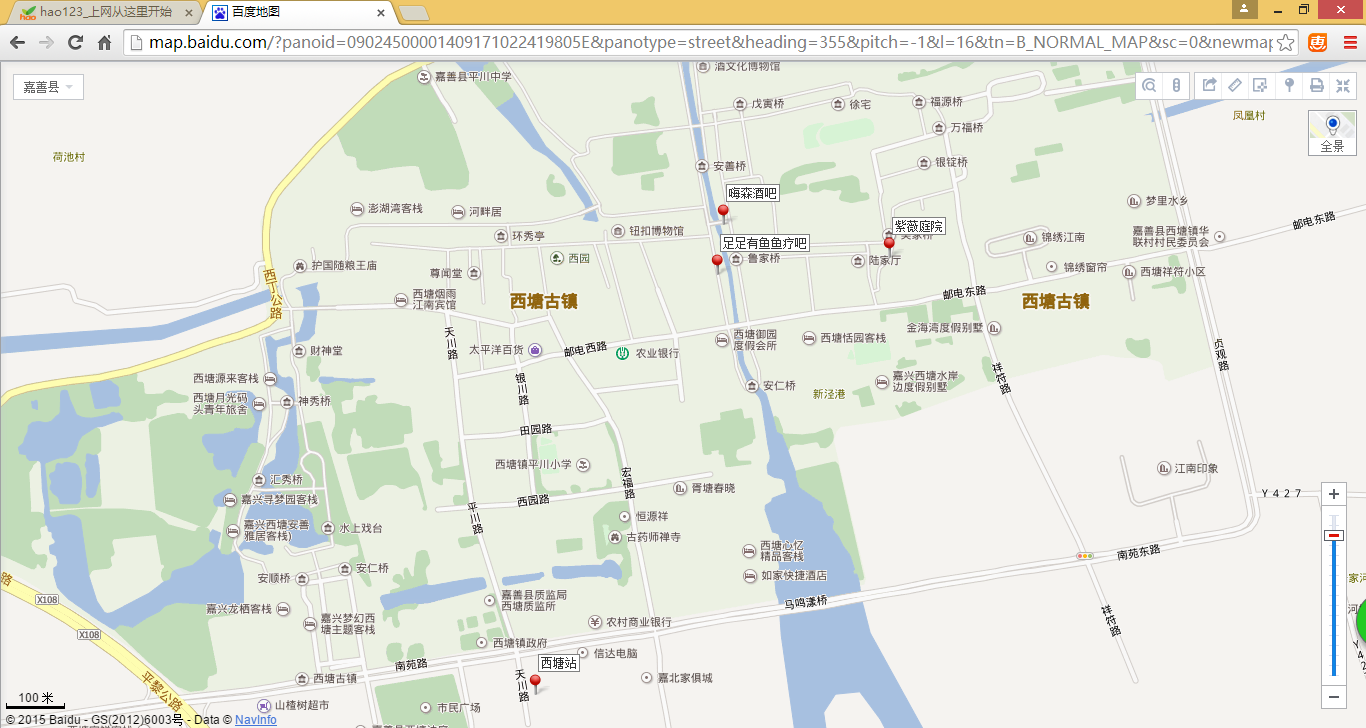 hao123_上网从这里开始
百度地图
map.baidu.com/?panoid=09024500001409171022419805E&panotype=street&heading=355&pitch=-1&l=16&tn=B_NORMAL_MAP&sc=0&newmap
嘉善县
嘉善县平川中学
湽文化博物馆
戊寅桥
徐宅
福源桥
万福桥
凤凰村
全景
荷池村
安善桥
银锭桥
嗨森酒吧
梦里水乡
澎湖湾客栈
河畔居
环秀亭
钮扣博物馆
足足有鱼鱼疗吧
紫薇庭院
邮电东路
嘉善县西塘镇华
联村村民委员会
锦绣江南
护国随粮王庙
尊闻堂
西园
鲁家桥
陆家厅
锦绣窗帘
西塘祥符小区
西丁公路
西塘烟雨
江南宾馆
西塘古镇
邮电东路
西塘古镇
天川路
财神堂
太平洋百货
邮电西路
农业银行
西塘御园
度假会所
西塘恬园客栈
金海湾度假别墅
贞观路
西塘源来客栈
西塘月光码
头青年旅舍
神秀桥
银川路
安仁桥
新泾港
嘉兴西塘水岸
边度假别墅
祥符路
田园路
西塘镇平川小学
宏福路
江南印象
汇秀桥
嘉兴寻梦园客栈
西园路
胥塘春晓
Y427
嘉兴西塘安善
雅居客栈)
水上戏台
平川路
恒源祥
古药师禅寺
西塘心忆
精品客栈
南苑东路
安顺桥
安仁桥
如家快捷酒店
路
X108
嘉兴龙栖客栈
嘉兴梦幻西
塘主题客栈
嘉善县质监局
西塘质监所
马鸣漾桥
祥符路
X108
农村商业银行
西塘镇政府
信达电脑
西塘站
南苑路
天川路
西塘古镇
嘉北家俱城
平黎公路
山楂树超市
市民广场
100 米
© 2015 Baidu - GS(2012)6003号 - Data © NavInfo